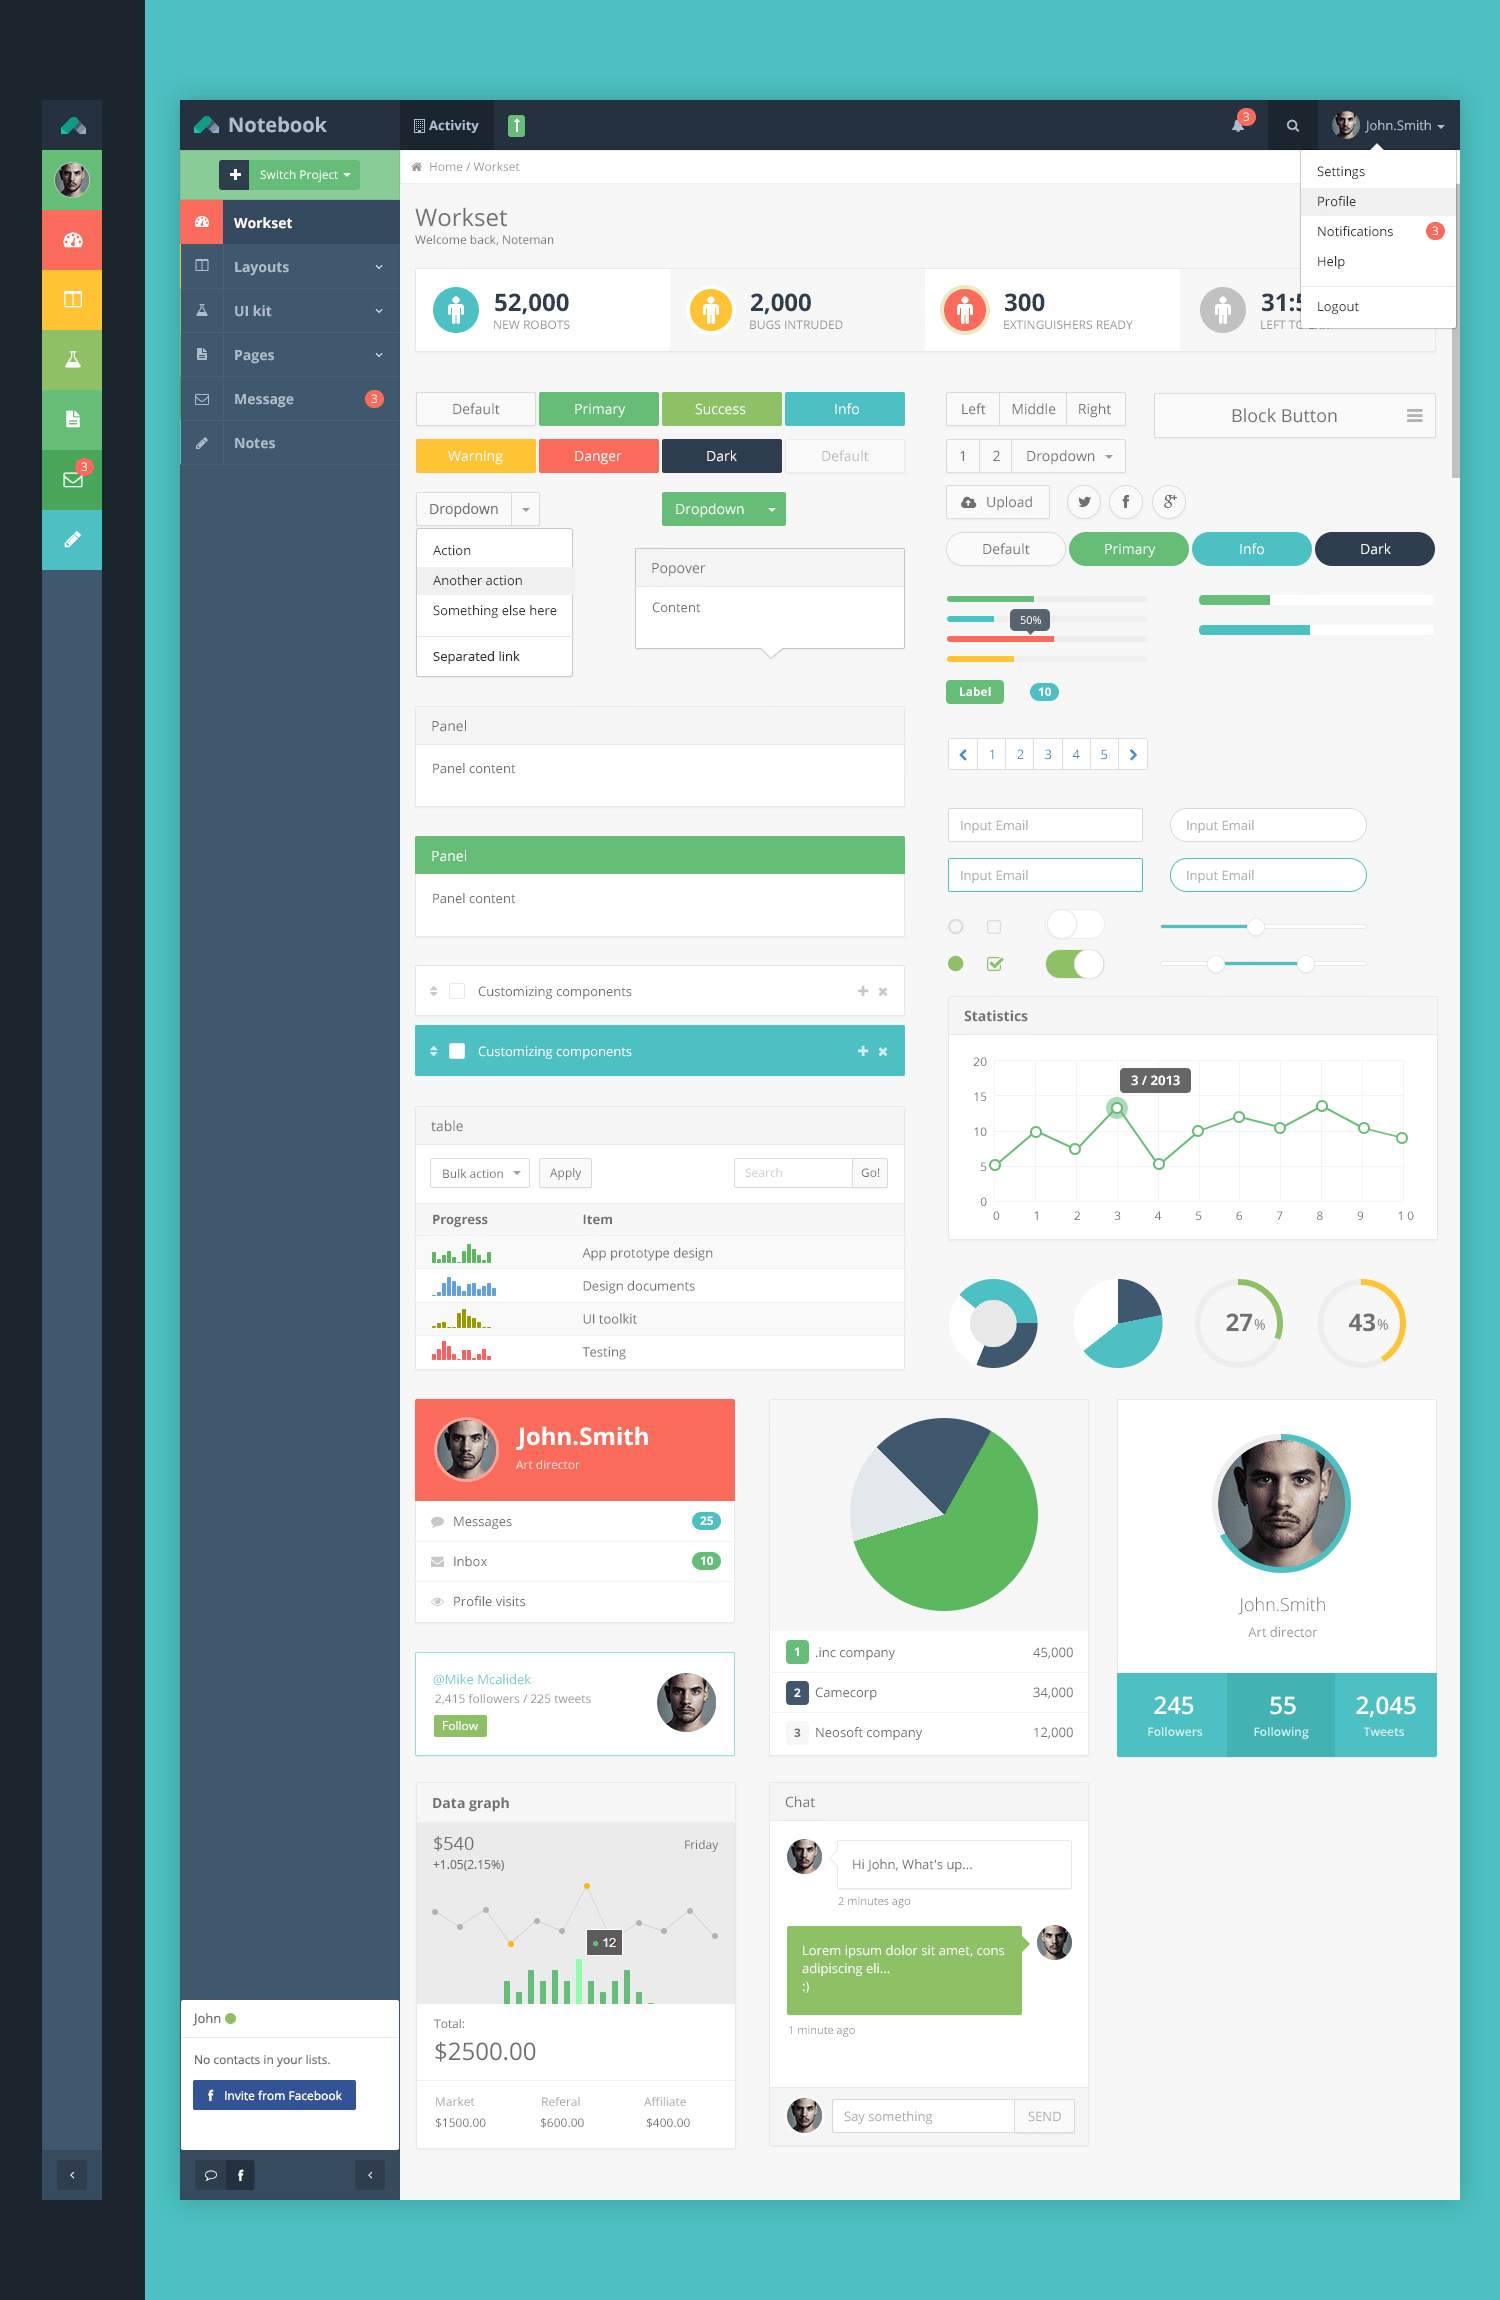 Notebook
Activity
3
John.Smith
Switch Project
Home / Workset
Settings
Profile
Notifications 3
Help
Logout
Workset
Layouts
UI kit
Pages
Message 3
Notes
3
Workset
Welcome back, Noteman
52,000
NEW ROBOTS
2,000
BUGS INTRUDED
300
EXTINGUISHERS READY
LEFT
Default Primary Success Info
Warning Danger Dark Default
Dropdown
Action
Another action
Something else here
Separated link
Dropdown
Popover
Content
Left Middle Right
Block Button
1 2 Dropdown
Upload
Default Primary Info Dark
50%
Label 10
1 2 3 4 5
Panel
Panel content
Panel
Panel content
Input Email Input Email
Input Email Input Email
Customizing components
Customizing components
Statistics
3 / 2013
20
15
10
5
0
0 1 2 3 4 5 6 7 8 9 1 0
table
Bulk action Apply Search Go!
Progress Item
App prototype design
Design documents
UI toolkit
Testing
27%
43%
John.Smith
Art director
Messages 25
Inbox 10
Profile visits
@Mike Mcalidek
2,415 followers / 225 tweets
Follow
1 .inc company 45,000
2 Camecorp 34,000
3 Neosoft company 12,000
John.Smith
Art director
245 55 2,045
Followers Following Tweets
Data graph
$540 Friday
+1.05(2.15%)
12
Total:
$2500.00
Market Referal Affiliate
$1500.00 $600.00 $400.00
Chat
Hi John, What's up...
2 minutes ago
Lorem ipsum dolor sit amet, cons
adipiscing eli...
:)
1 minute ago
Say something SEND
John
No contacts in your lists.
Invite from Facebook